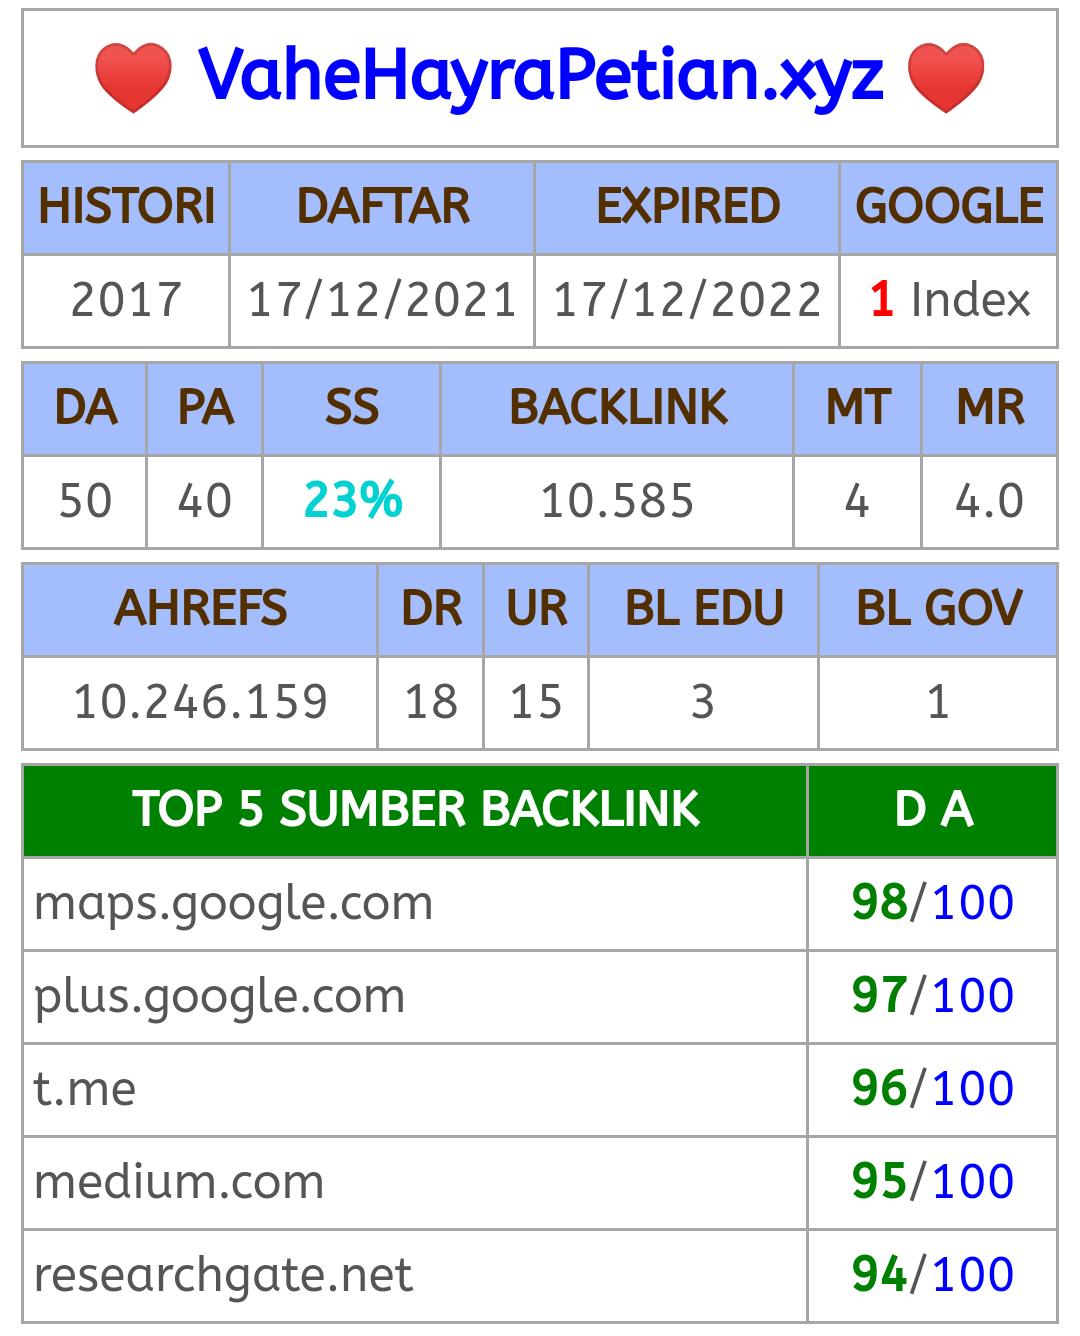 VaheHayraPetian.xyz
HISTORI DAFTAR EXPIRED GOOGLE
2017 17/12/2021 17/12/2022 1 Index
DA PA SS BACKLINK MT MR
50 40 23% 10.585 4 4.0
AHREFS DR UR BL EDU BL GOV
10.246.159 18 15 3 1
TOP 5 SUMBER BACKLINK D A
maps.google.com 98/100
plus.google.com 97/100
t.me 96/100
medium.com 95/100
researchgate.net 94/100